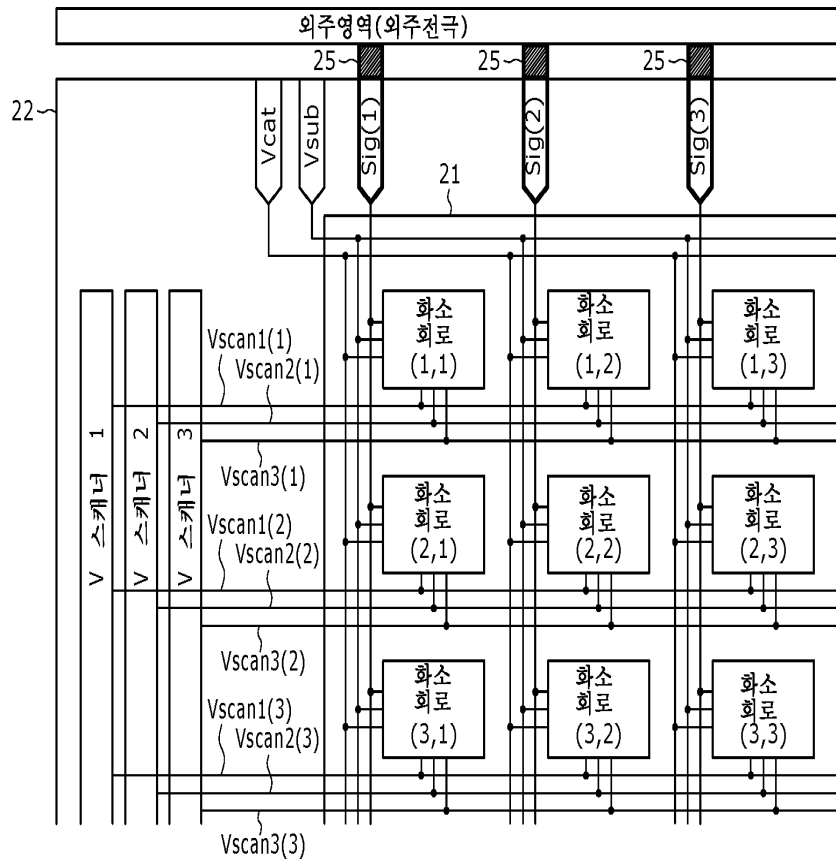 외주영역(외주전극)
25
25
25
22
Vcat
Vsub
Sig(1)
Sig(2)
Sig(3)
21
화소
회로
(1,1)
화소
회로
(1,2)
화소
회로
(1,3)
Vscan1(1)
Vscan2(1)
V 스캐너 1
V 스캐너 2
V 스캐너 3
Vscan3(1)
화소
회로
(2,1)
화소
회로
(2,2)
화소
회로
(2,3)
Vscan1(2)
Vscan2(2)
Vscan3(2)
화소
회로
(3,1)
화소
회로
(3,2)
화소
회로
(3,3)
Vscan1(3)
Vscan2(3)
Vscan3(3)